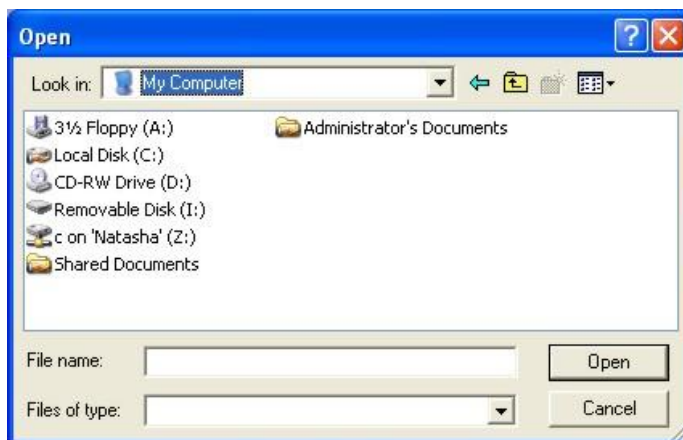 Open
Look in: My Computer
3½ Floppy (A:)
Local Disk (C:)
CD-RW Drive (D:)
Removable Disk (I:)
c on 'Natasha' (Z:)
Shared Documents
Administrator's Documents
File name:
Open
Files of type:
Cancel